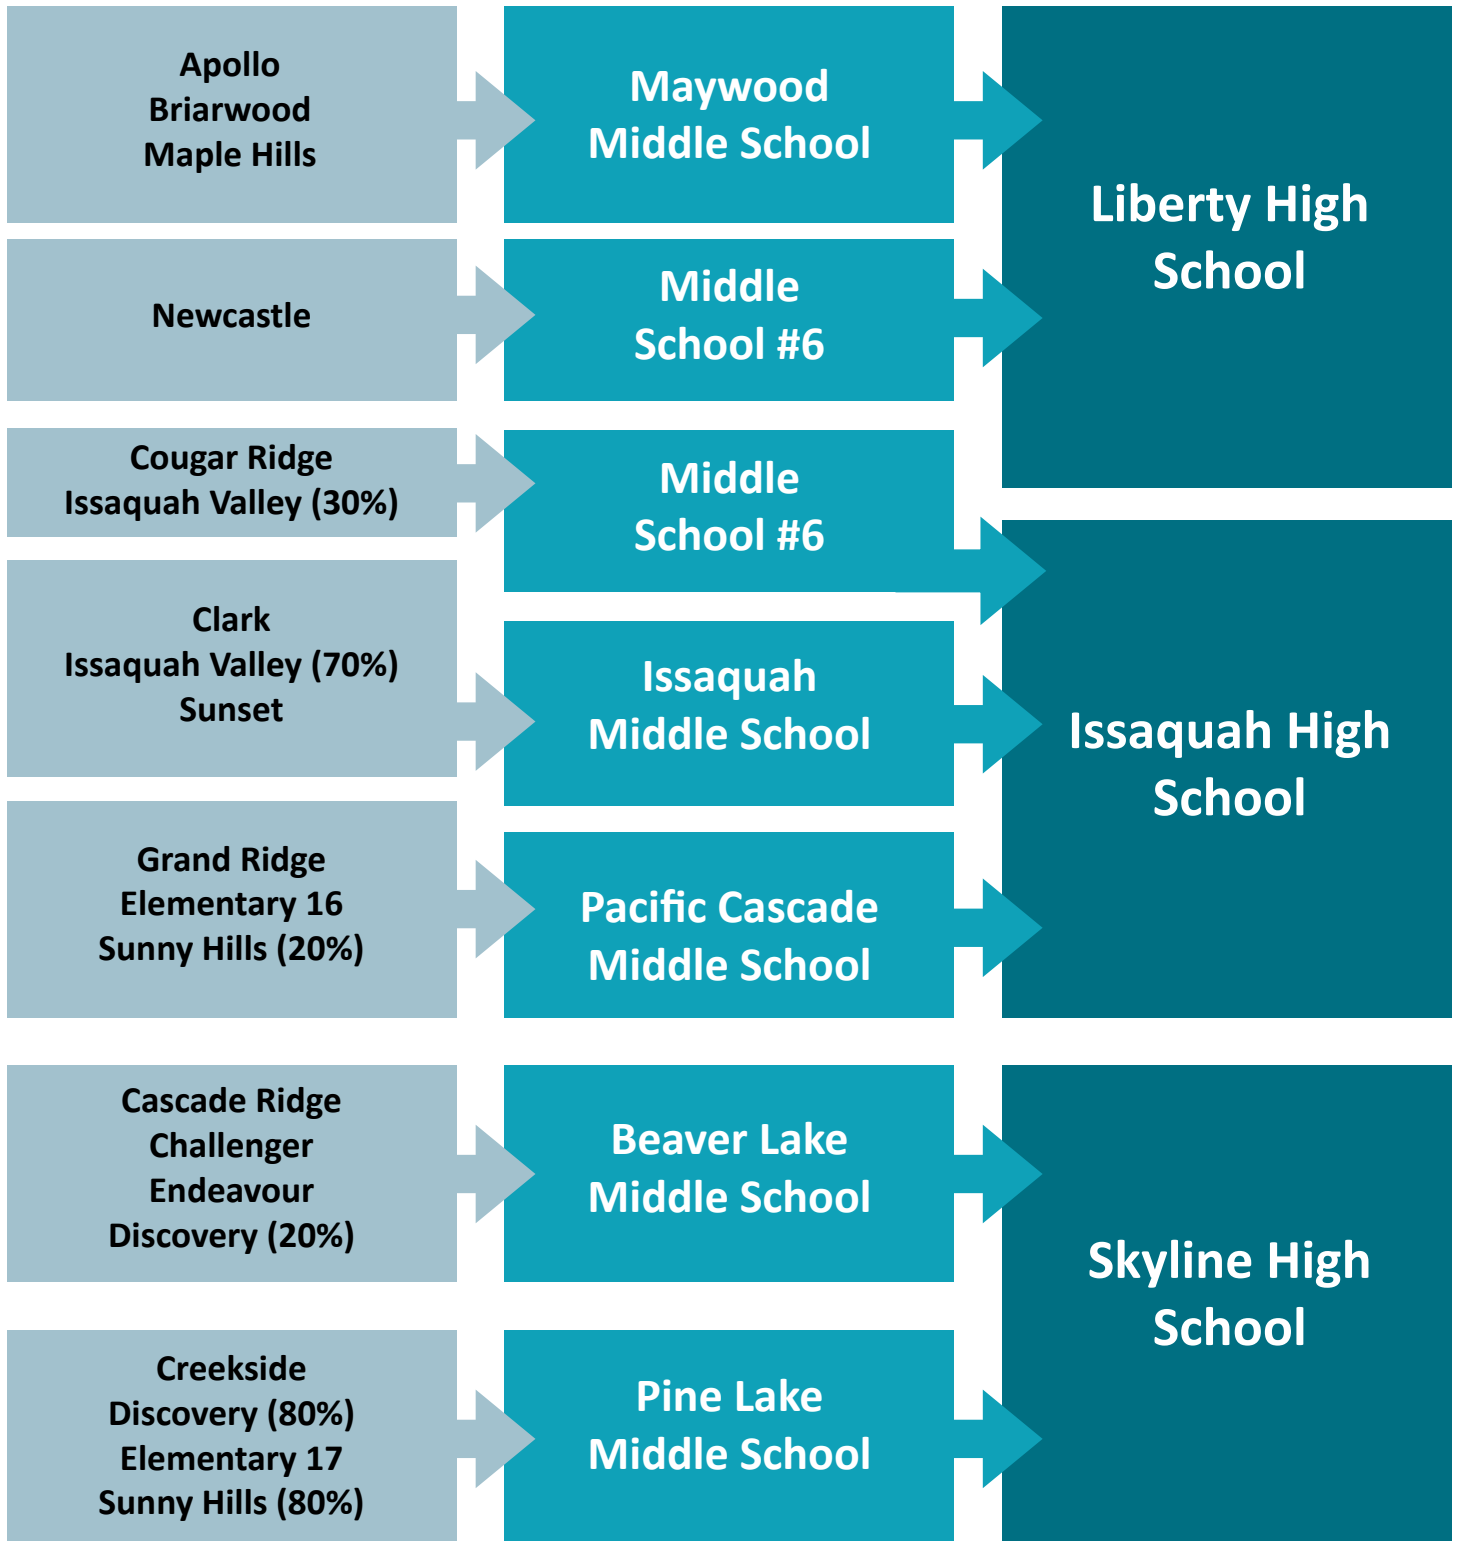 Apollo
Briarwood
Maple Hills
Maywood
Middle School
Liberty High
School
Newcastle
Middle
School #6
Cougar Ridge
Issaquah Valley (30%)
Middle
School #6
Clark
Issaquah Valley (70%)
Sunset
Issaquah
Middle School
Issaquah High
School
Grand Ridge
Elementary 16
Sunny Hills (20%)
Pacific Cascade
Middle School
Cascade Ridge
Challenger
Endeavour
Discovery (20%)
Beaver Lake
Middle School
Skyline High
School
Creekside
Discovery (80%)
Elementary 17
Sunny Hills (80%)
Pine Lake
Middle School